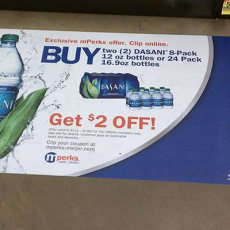 Exclusive mPerks offer. Clip online.
BUY two (2) DASANI® 8-Pack
12 oz bottles or 24 Pack
16.9oz bottles
DASANI
Get $2 OFF!
Clip your coupon at
mperks.meijer.com
mperks.